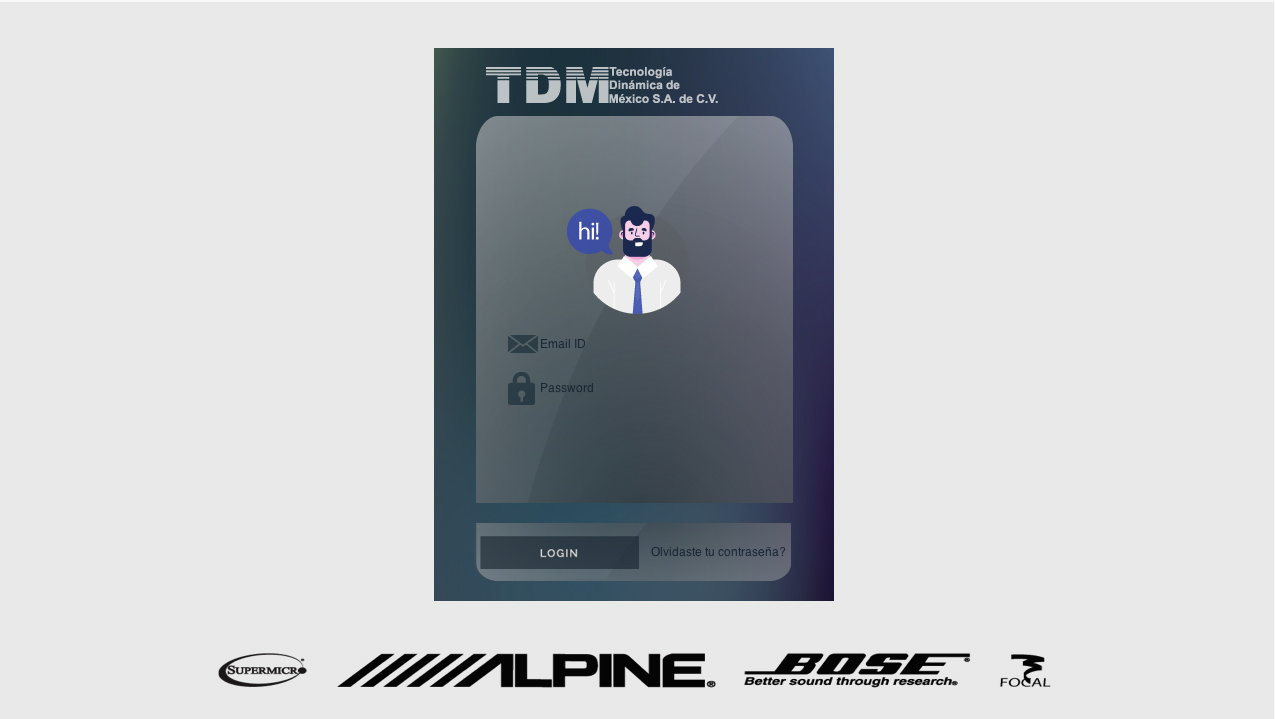 TDM
Tecnología
Dinámica de
México S.A. de C.V.
hi!
Email ID
Password
LOGIN
Olvidaste tu contraseña?
SUPERMICRO
ALPINE®
BOSE®
Better sound through research®
FOCAL